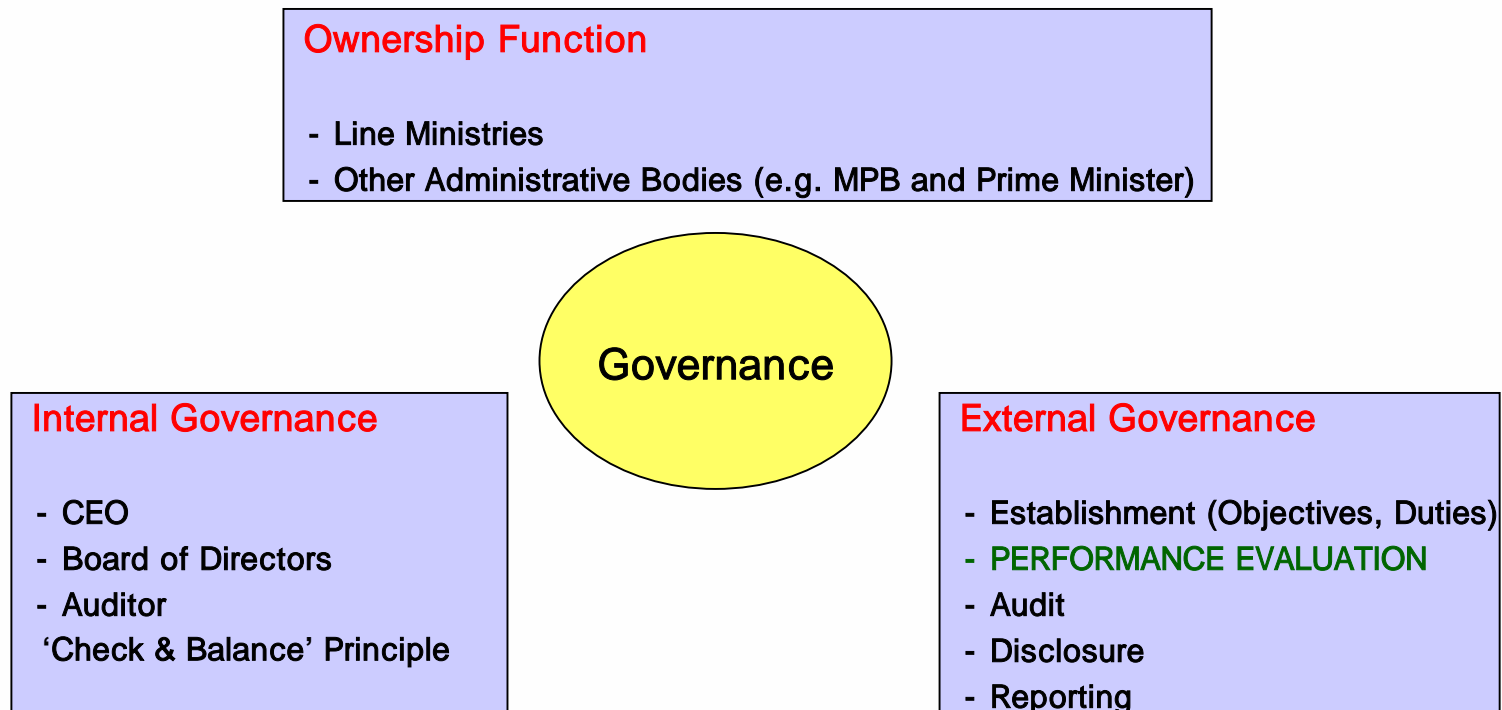 Ownership Function
- Line Ministries
- Other Administrative Bodies (e.g. MPB and Prime Minister)
Governance
Internal Governance
- CEO
- Board of Directors
- Auditor
‘Check & Balance’ Principle
External Governance
- Establishment (Objectives, Duties)
- PERFORMANCE EVALUATION
- Audit
- Disclosure
- Reporting